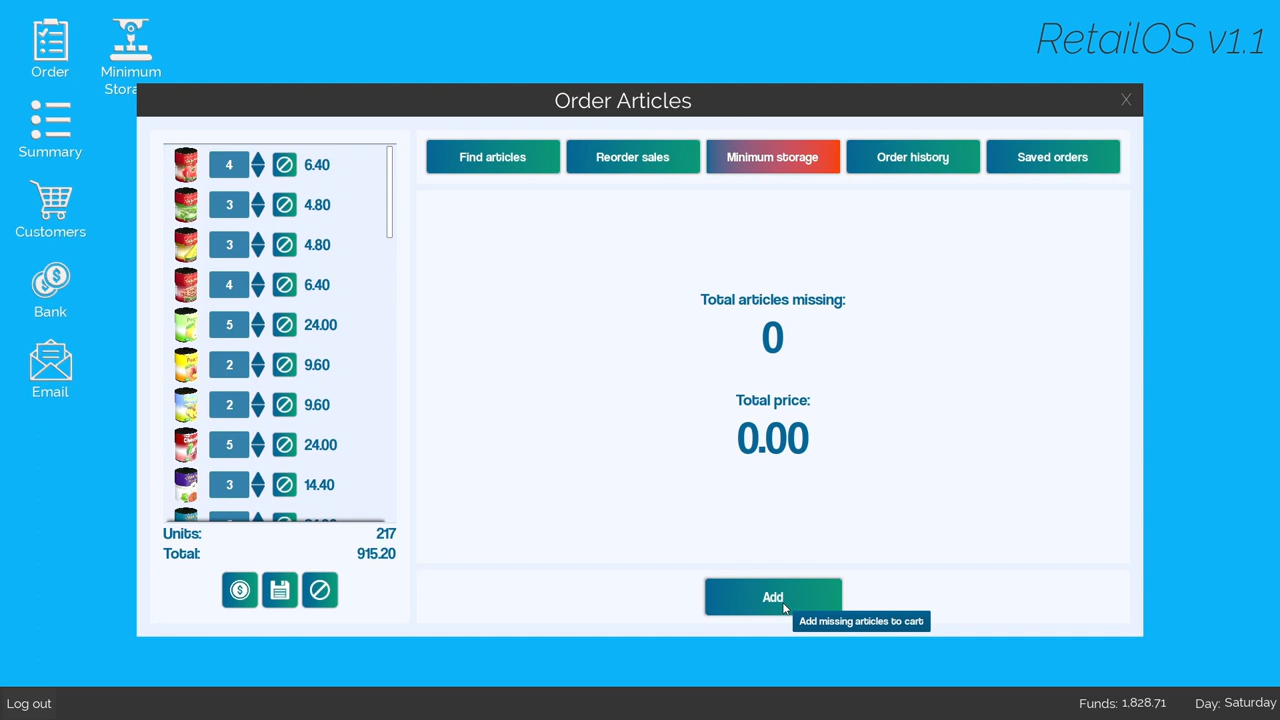 RetailOS v1.1
Order
Minimum
Stora
Summary
Customers
Bank
Email
Order Articles
X
Find articles
Reorder sales
Minimum storage
Order history
Saved orders
4 6.40
3 4.80
3 4.80
4 6.40
5 24.00
2 9.60
2 9.60
5 24.00
3 14.40
Units: 217
Total: 915.20
Total articles missing:
0
Total price:
0.00
Add
Add missing articles to cart
Log out
Funds: 1,828.71
Day: Saturday